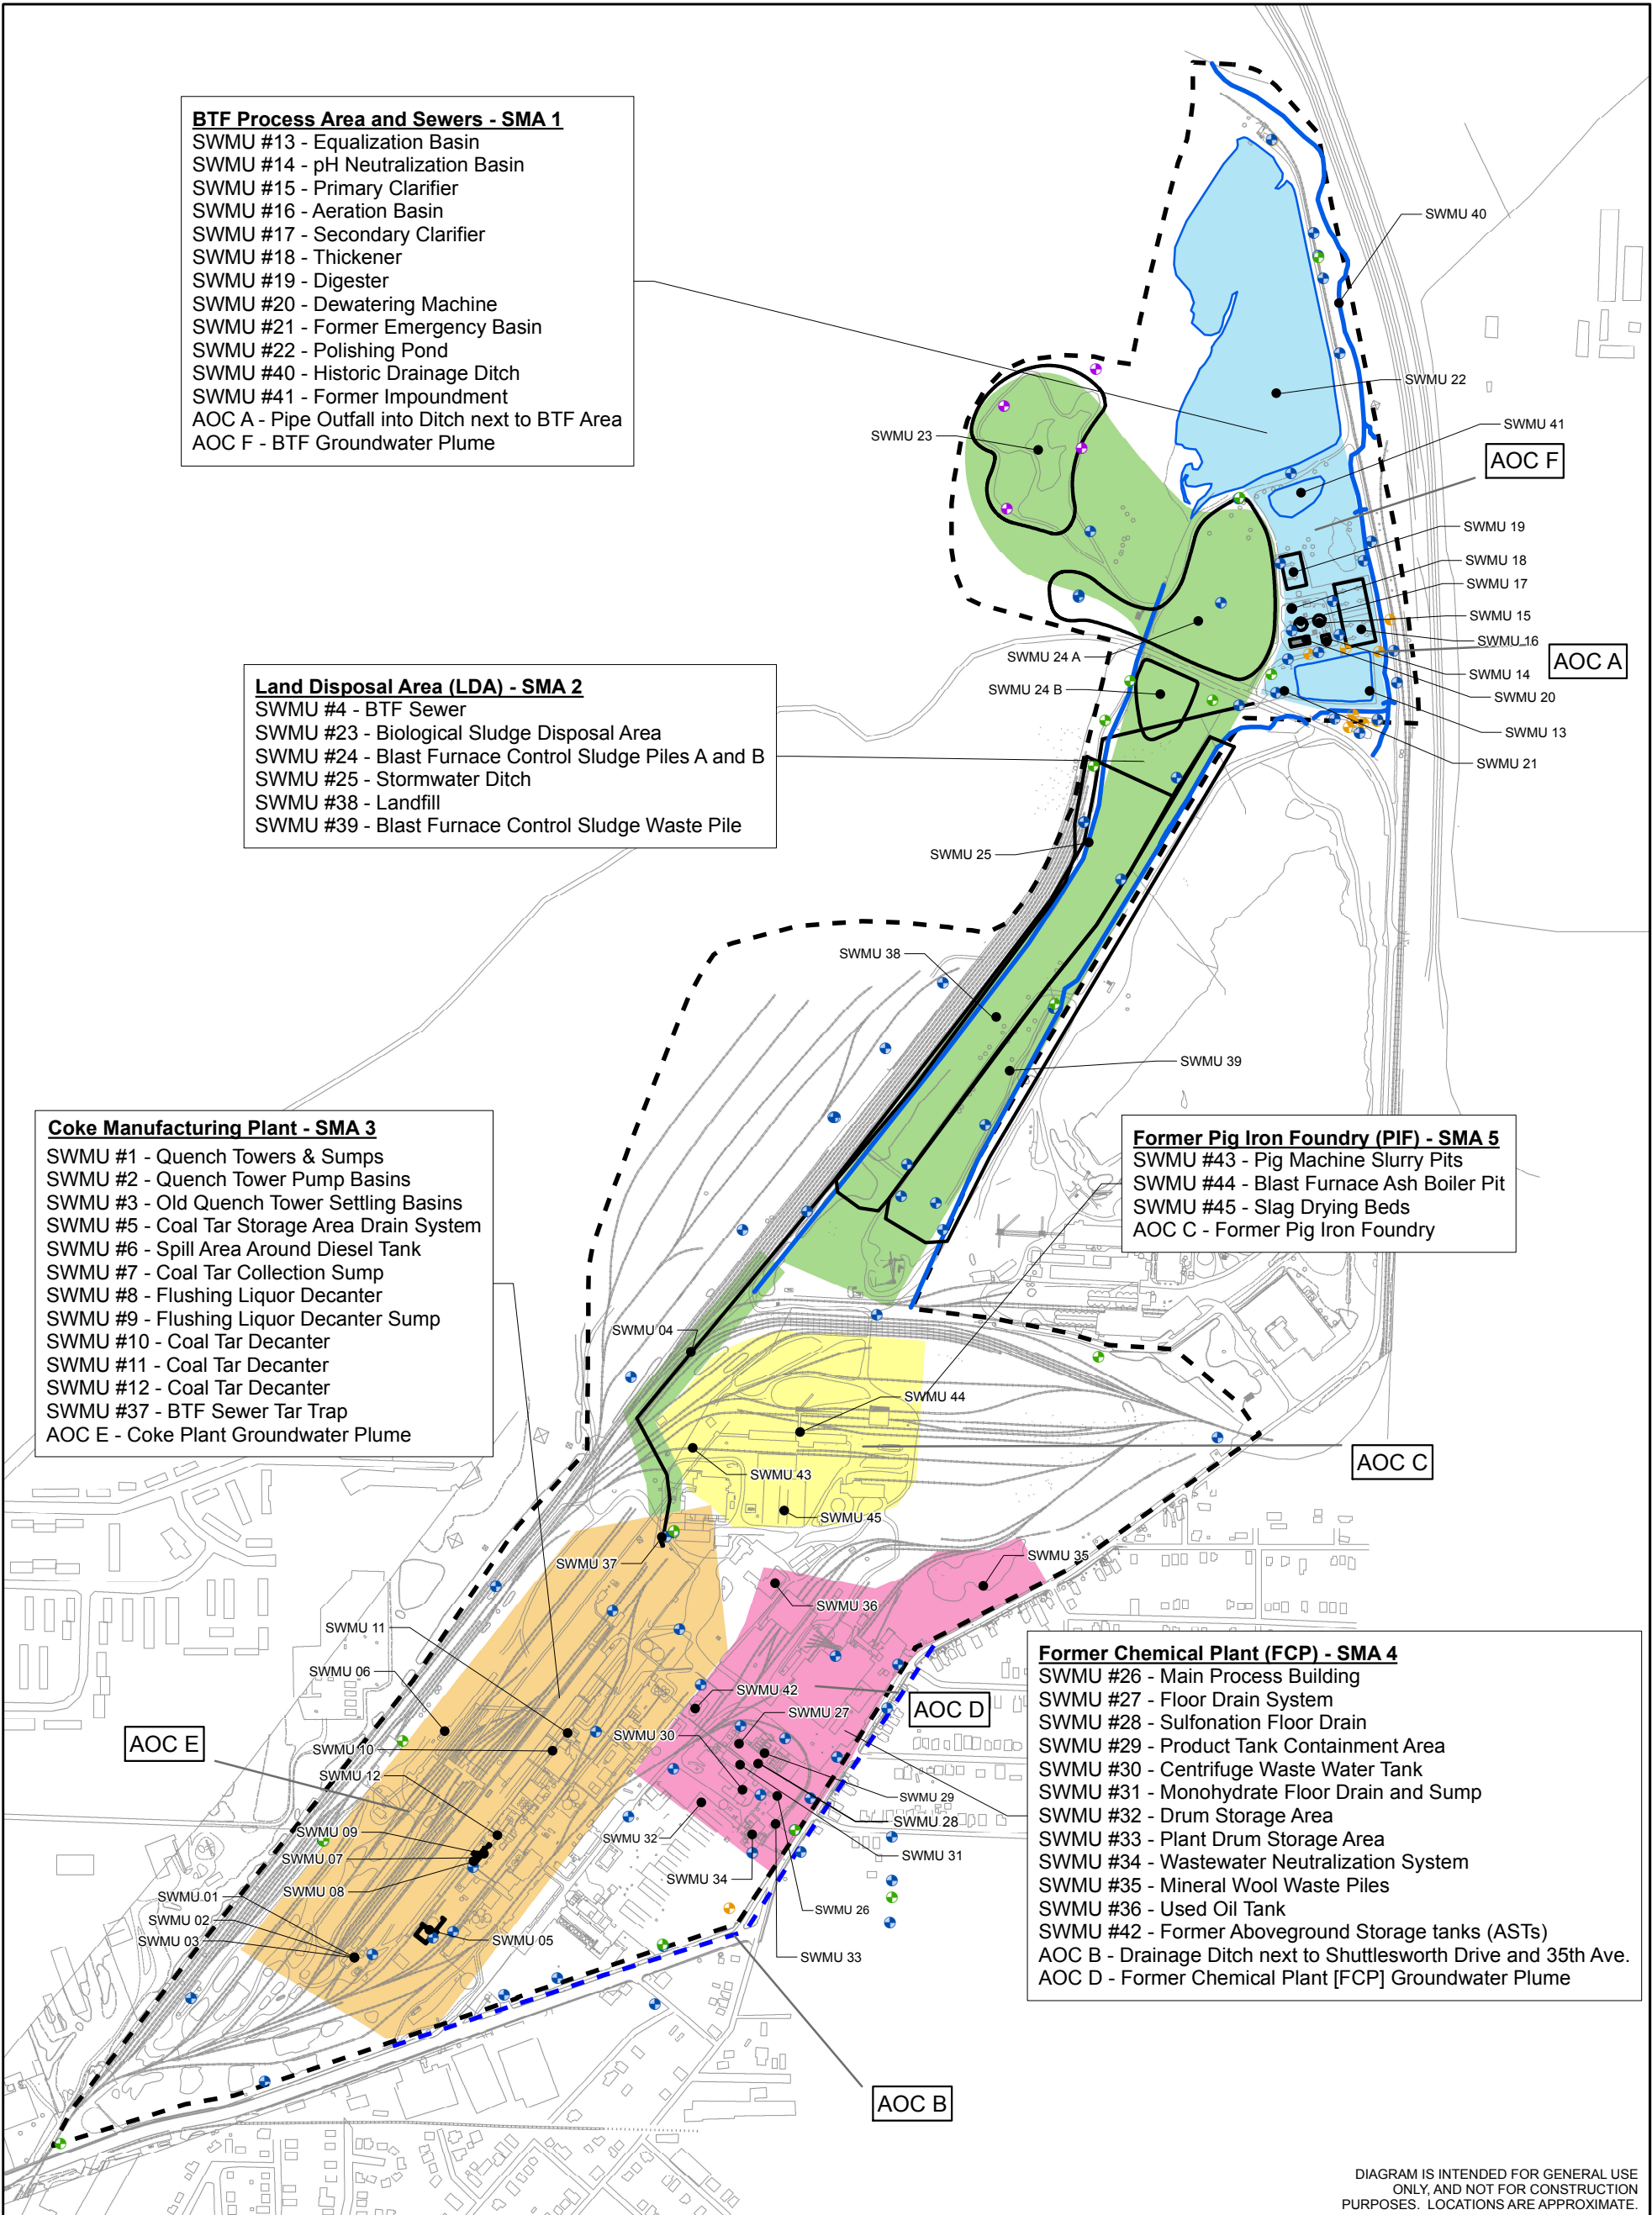 BTF Process Area and Sewers - SMA 1
SWMU #13 - Equalization Basin
SWMU #14 - pH Neutralization Basin
SWMU #15 - Primary Clarifier
SWMU #16 - Aeration Basin
SWMU #17 - Secondary Clarifier
SWMU #18 - Thickener
SWMU #19 - Digester
SWMU #20 - Dewatering Machine
SWMU #21 - Former Emergency Basin
SWMU #22 - Polishing Pond
SWMU #40 - Historic Drainage Ditch
SWMU #41 - Former Impoundment
AOC A - Pipe Outfall into Ditch next to BTF Area
AOC F - BTF Groundwater Plume
SWMU 40
SWMU 22
SWMU 41
SWMU 23
AOC F
SWMU 19
SWMU 18
SWMU 17
SWMU 15
SWMU 16
AOC A
SWMU 14
SWMU 20
SWMU 13
SWMU 21
SWMU 24 A
SWMU 24 B
Land Disposal Area (LDA) - SMA 2
SWMU #4 - BTF Sewer
SWMU #23 - Biological Sludge Disposal Area
SWMU #24 - Blast Furnace Control Sludge Piles A and B
SWMU #25 - Stormwater Ditch
SWMU #38 - Landfill
SWMU #39 - Blast Furnace Control Sludge Waste Pile
SWMU 25
SWMU 38
SWMU 39
Coke Manufacturing Plant - SMA 3
SWMU #1 - Quench Towers & Sumps
SWMU #2 - Quench Tower Pump Basins
SWMU #3 - Old Quench Tower Settling Basins
SWMU #5 - Coal Tar Storage Area Drain System
SWMU #6 - Spill Area Around Diesel Tank
SWMU #7 - Coal Tar Collection Sump
SWMU #8 - Flushing Liquor Decanter
SWMU #9 - Flushing Liquor Decanter Sump
SWMU #10 - Coal Tar Decanter
SWMU #11 - Coal Tar Decanter
SWMU #12 - Coal Tar Decanter
SWMU #37 - BTF Sewer Tar Trap
AOC E - Coke Plant Groundwater Plume
Former Pig Iron Foundry (PIF) - SMA 5
SWMU #43 - Pig Machine Slurry Pits
SWMU #44 - Blast Furnace Ash Boiler Pit
SWMU #45 - Slag Drying Beds
AOC C - Former Pig Iron Foundry
SWMU 04
SWMU 44
AOC C
SWMU 43
SWMU 45
SWMU 37
SWMU 35
SWMU 36
SWMU 11
SWMU 06
SWMU 42
SWMU 27
AOC D
SWMU 30
AOC E
SWMU 10
SWMU 12
SWMU 29
SWMU 28
SWMU 09
SWMU 32
SWMU 07
SWMU 31
SWMU 34
SWMU 08
SWMU 01
SWMU 26
SWMU 02
SWMU 03
SWMU 05
SWMU 33
Former Chemical Plant (FCP) - SMA 4
SWMU #26 - Main Process Building
SWMU #27 - Floor Drain System
SWMU #28 - Sulfonation Floor Drain
SWMU #29 - Product Tank Containment Area
SWMU #30 - Centrifuge Waste Water Tank
SWMU #31 - Monohydrate Floor Drain and Sump
SWMU #32 - Drum Storage Area
SWMU #33 - Plant Drum Storage Area
SWMU #34 - Wastewater Neutralization System
SWMU #35 - Mineral Wool Waste Piles
SWMU #36 - Used Oil Tank
SWMU #42 - Former Aboveground Storage tanks (ASTs)
AOC B - Drainage Ditch next to Shuttlesworth Drive and 35th Ave.
AOC D - Former Chemical Plant [FCP] Groundwater Plume
AOC B
DIAGRAM IS INTENDED FOR GENERAL USE
ONLY, AND NOT FOR CONSTRUCTION
PURPOSES. LOCATIONS ARE APPROXIMATE.